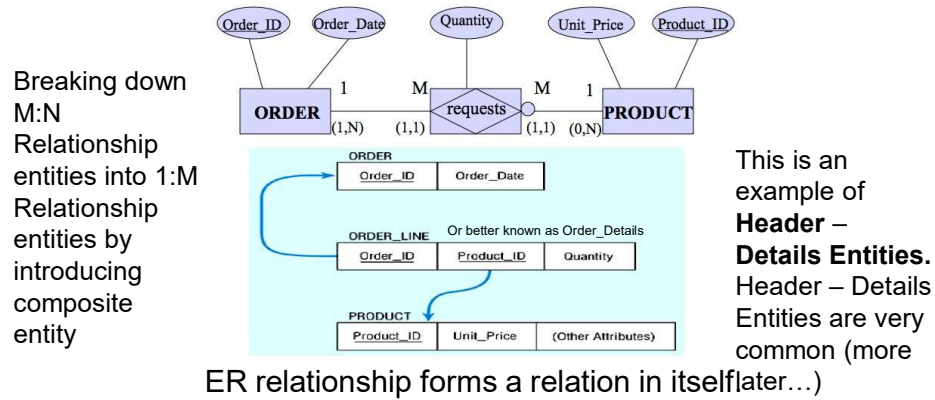 Order_ID Order_Date Quantity Unit_Price Product_ID
1 M M 1
ORDER requests PRODUCT
(1,N) (1,1) (1,1) (0,N)
Breaking down
M:N
Relationship
entities into 1:M
Relationship
entities by
introducing
composite
entity
ORDER
Order_ID Order_Date
ORDER_LINE Or better known as Order_Details
Order_ID Product_ID Quantity
PRODUCT
Product_ID Unit_Price (Other Attributes)
This is an
example of
Header –
Details Entities.
Header – Details
Entities are very
common (more
later…)
ER relationship forms a relation in itself